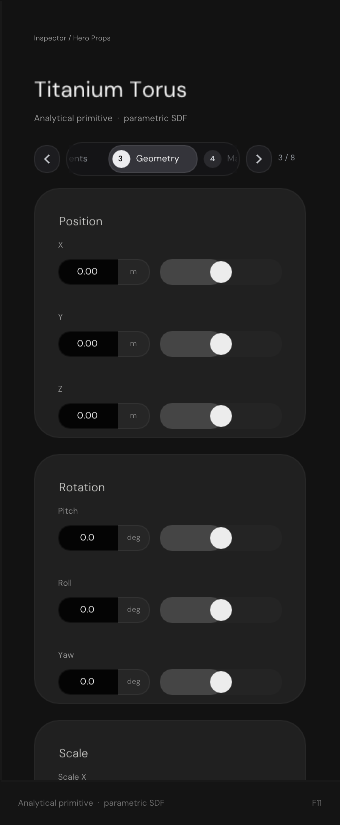 Inspector / Hero Props
Titanium Torus
Analytical primitive · parametric SDF
ents 3 Geometry 4 M 3 / 8
Position
X
0.00 m
Y
0.00 m
Z
0.00 m
Rotation
Pitch
0.0 deg
Roll
0.0 deg
Yaw
0.0 deg
Scale
Scale X
Analytical primitive · parametric SDF F11